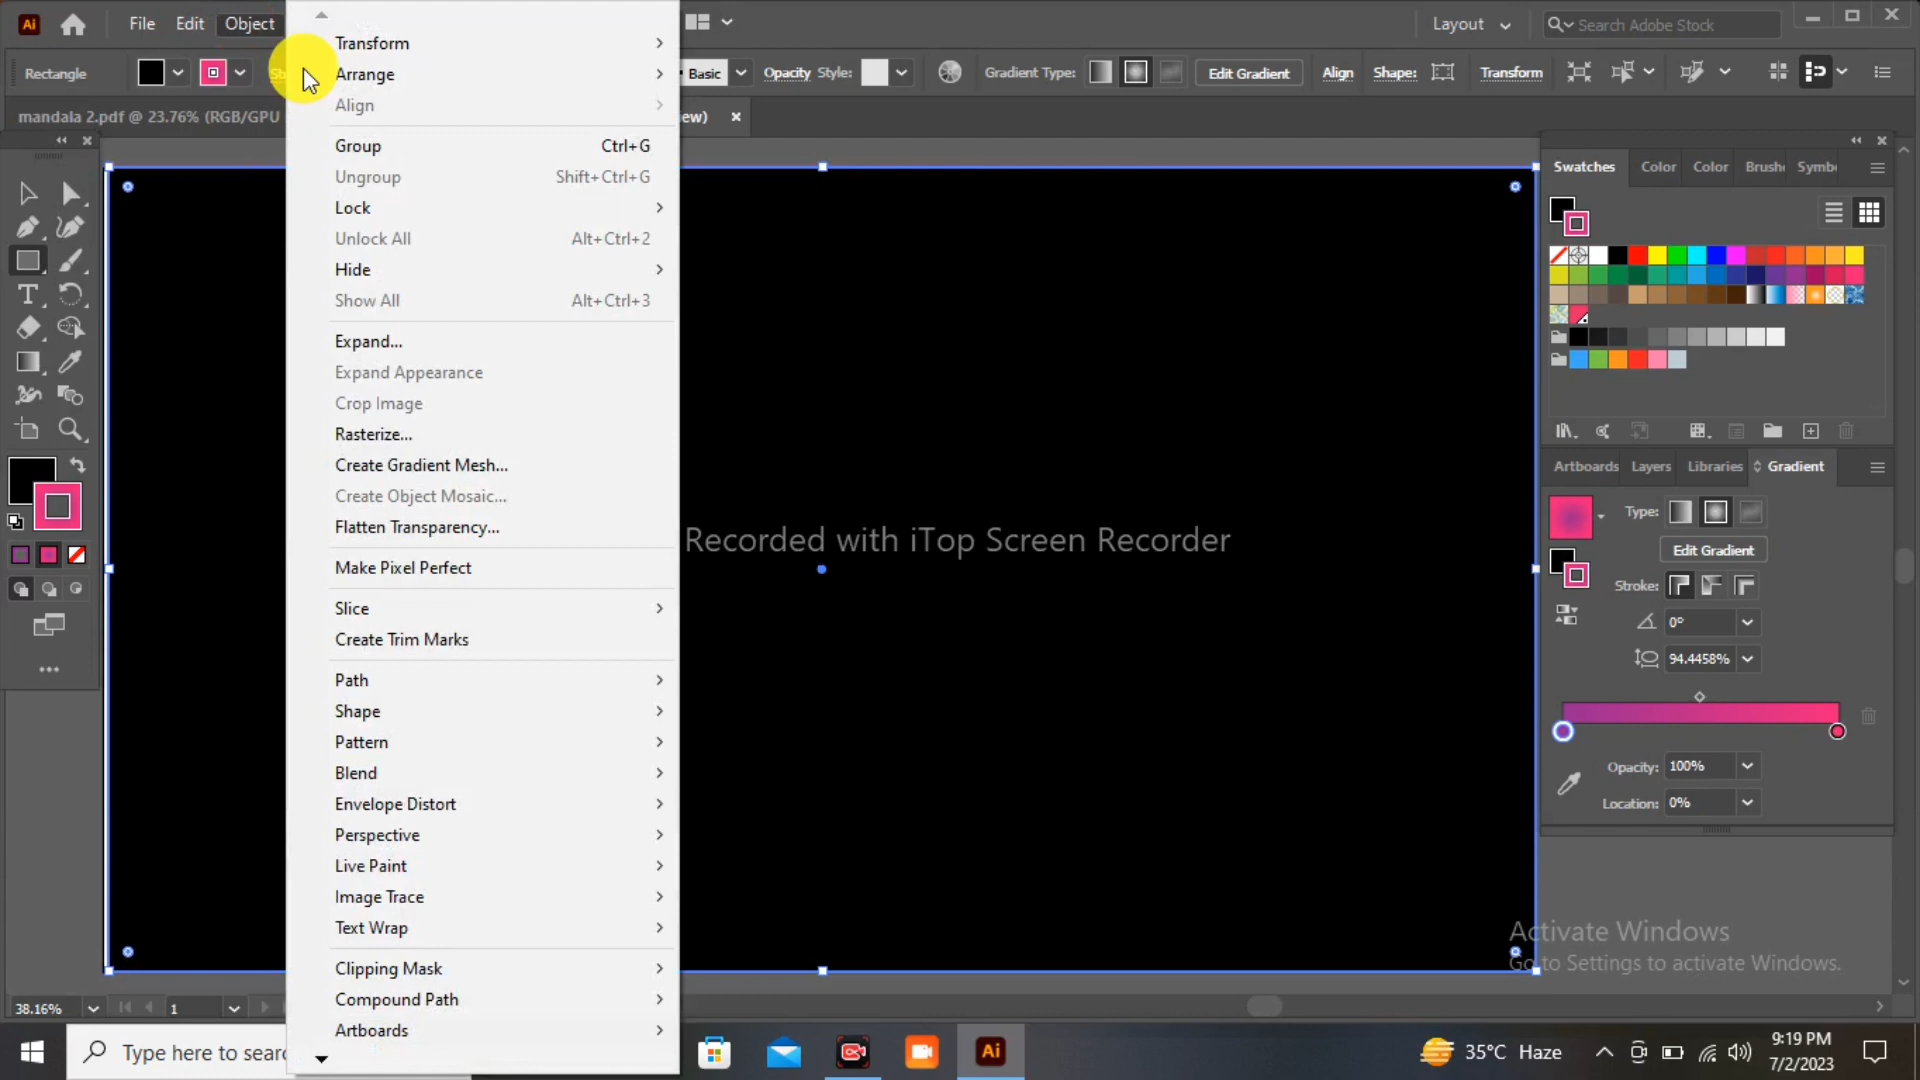 Ai File Edit Object
Layout Search Adobe Stock
Rectangle
Basic Opacity Style: Gradient Type: Edit Gradient Align Shape: Transform
mandala 2.pdf @ 23.76% (RGB/GPU
Transform
Arrange
Align
Group Ctrl+G
Ungroup Shift+Ctrl+G
Lock
Unlock All Alt+Ctrl+2
Hide
Show All Alt+Ctrl+3
Expand...
Expand Appearance
Crop Image
Rasterize...
Create Gradient Mesh...
Create Object Mosaic...
Flatten Transparency...
Make Pixel Perfect
Slice
Create Trim Marks
Path
Shape
Pattern
Blend
Envelope Distort
Perspective
Live Paint
Image Trace
Text Wrap
Clipping Mask
Compound Path
Artboards
Recorded with iTop Screen Recorder
Swatches Color Color Brushe Symbo
Artboards Layers Libraries Gradient
Type:
Edit Gradient
Stroke:
0°
94.4458%
Opacity: 100%
Location: 0%
Activate Windows
Go to Settings to activate Windows.
38.16% 1
Type here to searc
Ai
35°C Haze
9:19 PM
7/2/2023